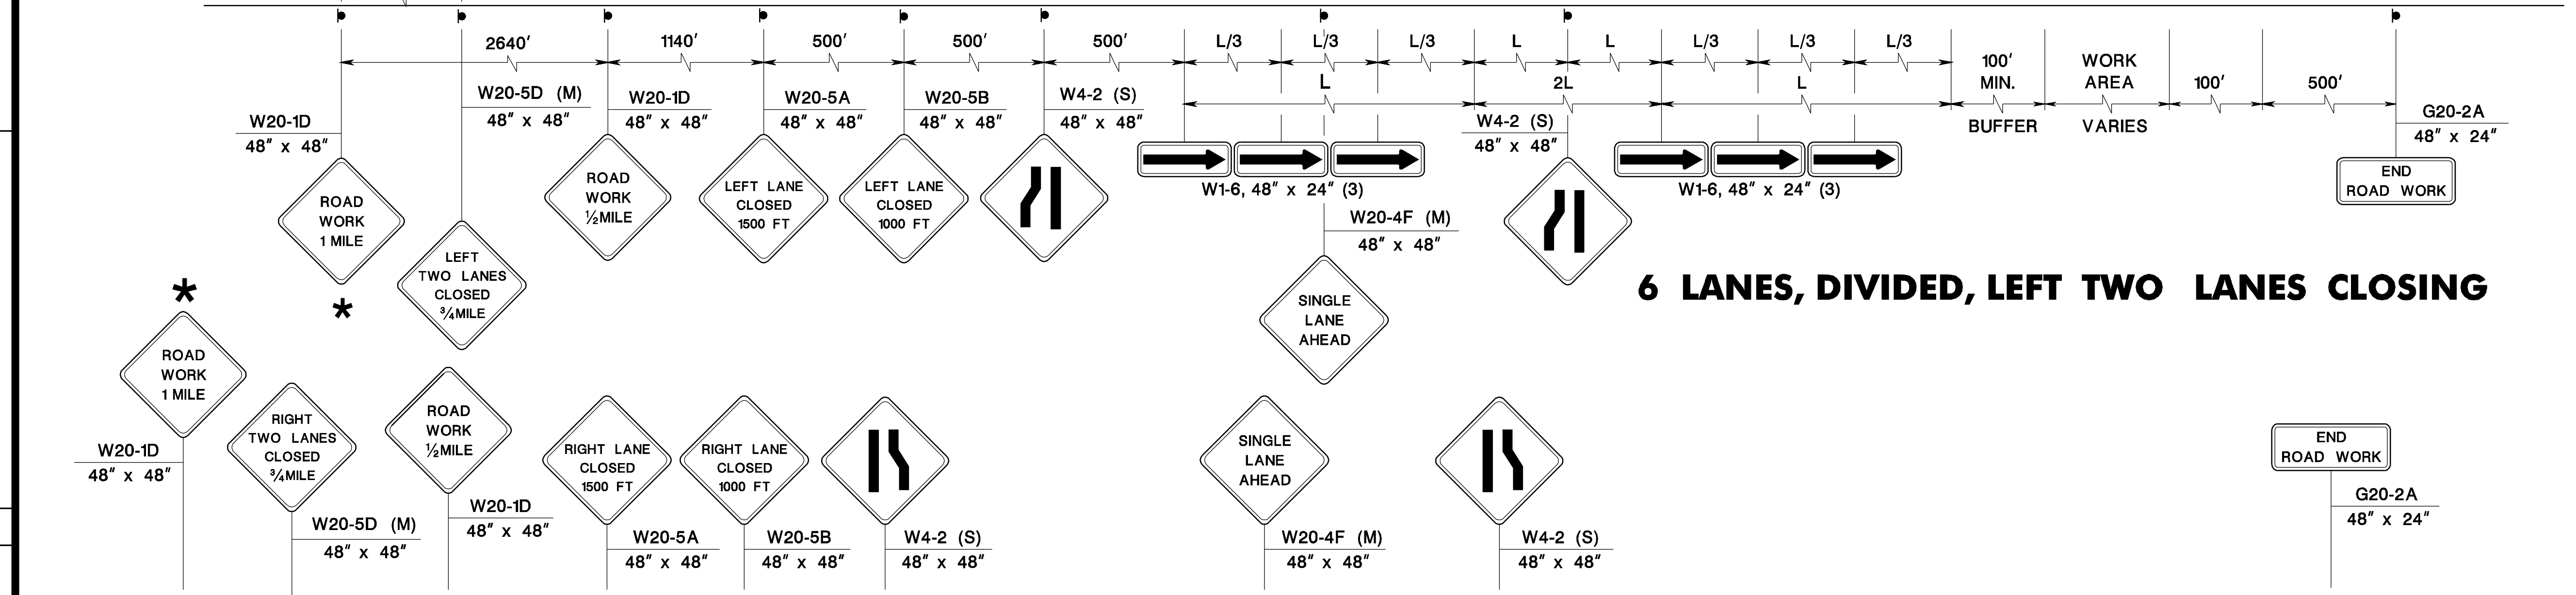 2640' 1140' 500' 500' 500' L/3 L/3 L/3 L L L/3 L/3 L/3
L 2L L
100'
MIN.
BUFFER
WORK
AREA
VARIES
100' 500'
W20-1D
48" x 48"
W20-5D (M)
48" x 48"
W20-1D
48" x 48"
W20-5A
48" x 48"
W20-5B
48" x 48"
W4-2 (S)
48" x 48"
W4-2 (S)
48" x 48"
G20-2A
48" x 24"
ROAD
WORK
1 MILE
*
LEFT
TWO LANES
CLOSED
¾MILE
ROAD
WORK
½MILE
LEFT LANE
CLOSED
1500 FT
LEFT LANE
CLOSED
1000 FT
W1-6, 48" x 24" (3)
W20-4F (M)
48" x 48"
SINGLE
LANE
AHEAD
W1-6, 48" x 24" (3)
END
ROAD WORK
6 LANES, DIVIDED, LEFT TWO LANES CLOSING
*
ROAD
WORK
1 MILE
W20-1D
48" x 48"
RIGHT
TWO LANES
CLOSED
¾MILE
W20-5D (M)
48" x 48"
ROAD
WORK
½MILE
W20-1D
48" x 48"
RIGHT LANE
CLOSED
1500 FT
W20-5A
48" x 48"
RIGHT LANE
CLOSED
1000 FT
W20-5B
48" x 48"
W4-2 (S)
48" x 48"
SINGLE
LANE
AHEAD
W20-4F (M)
48" x 48"
W4-2 (S)
48" x 48"
END
ROAD WORK
G20-2A
48" x 24"